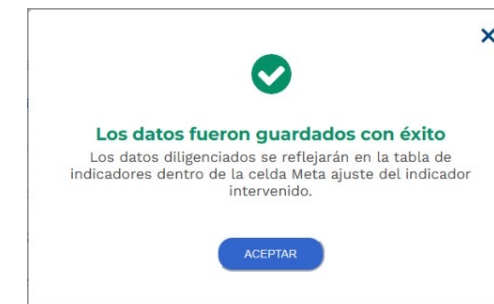 Los datos fueron guardados con éxito
Los datos diligenciados se reflejarán en la tabla de
indicadores dentro de la celda Meta ajuste del indicador
intervenido.
ACEPTAR